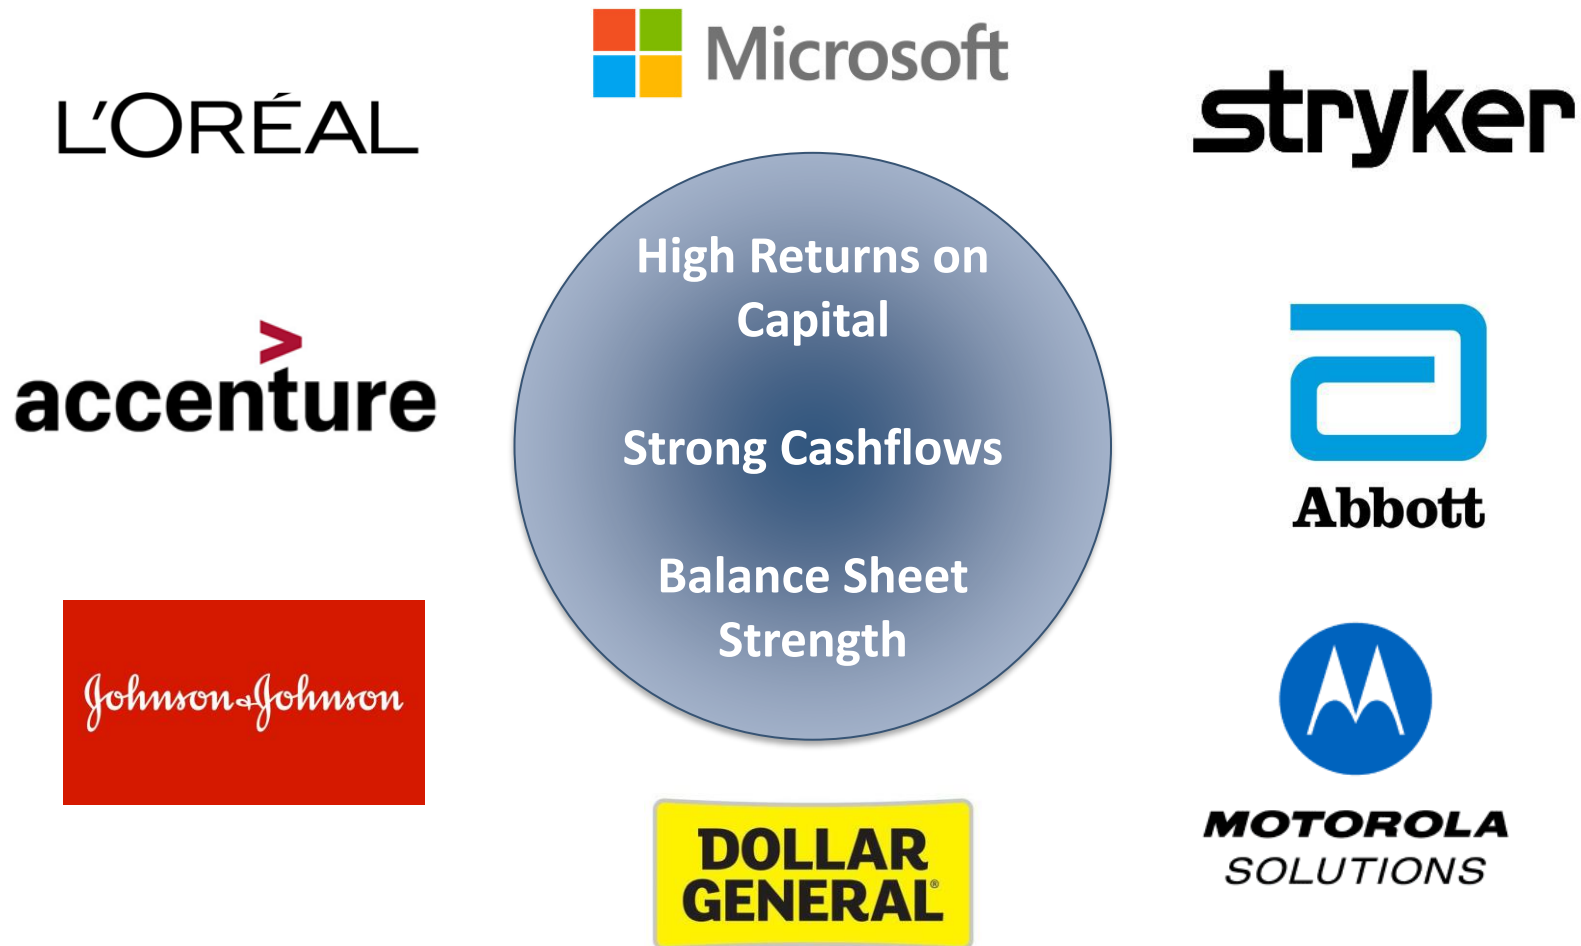 Microsoft
L'ORÉAL
stryker
High Returns on
Capital
>
accenture
Strong Cashflows
Abbott
Balance Sheet
Strength
Johnson&Johnson
MOTOROLA
SOLUTIONS
DOLLAR
GENERAL®